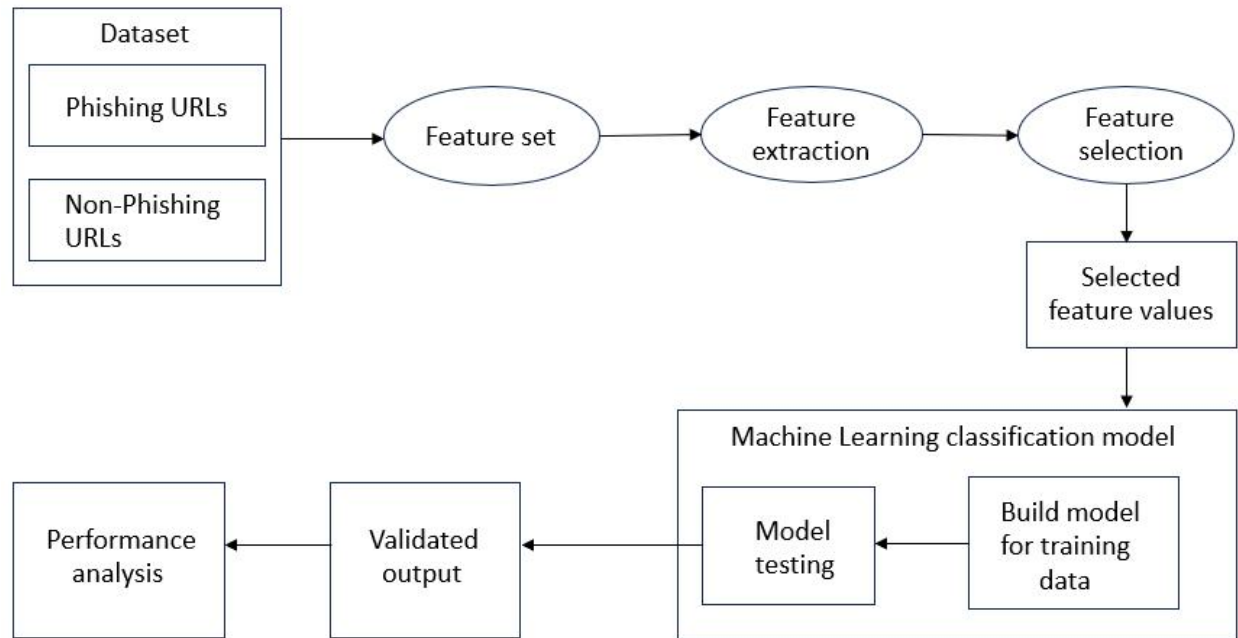 Dataset
Phishing URLs
Non-Phishing
URLs
Feature set
Feature
extraction
Feature
selection
Selected
feature values
Machine Learning classification model
Build model
for training
data
Model
testing
Validated
output
Performance
analysis